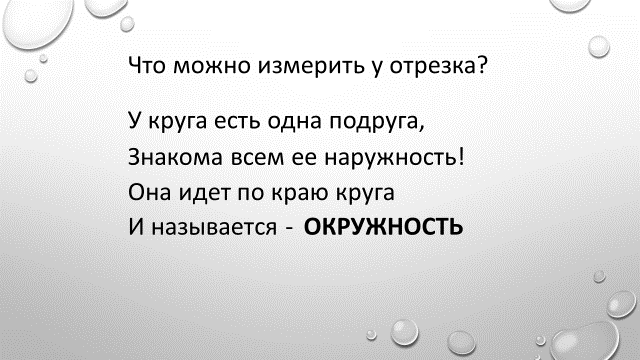 Что можно измерить у отрезка?
У круга есть одна подруга,
Знакома всем ее наружность!
Она идет по краю круга
И называется - ОКРУЖНОСТЬ